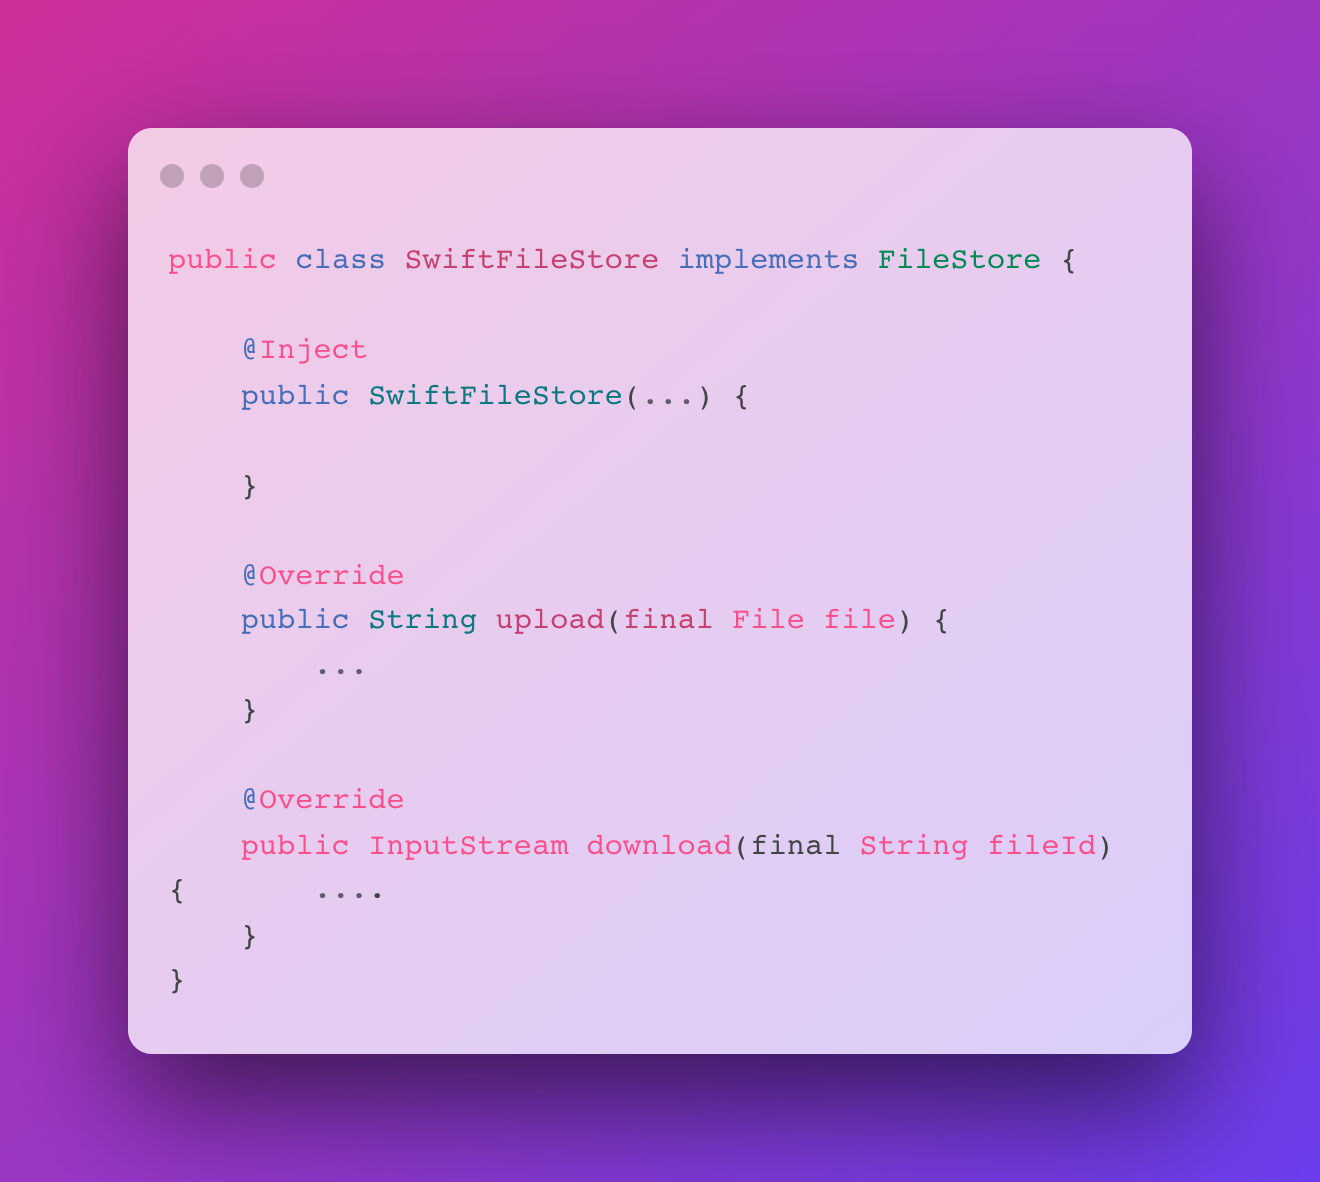 public class SwiftFileStore implements FileStore {
@Inject
public SwiftFileStore(...) {
}
@Override
public String upload(final File file) {
...
}
@Override
public InputStream download(final String fileId)
{ ....
}
}